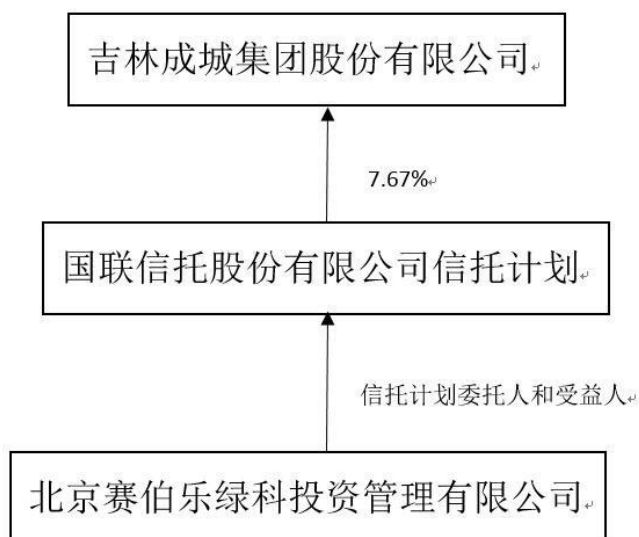 吉林成城集团股份有限公司
7.67%
国联信托股份有限公司信托计划
信托计划委托人和受益人
北京赛伯乐绿科投资管理有限公司